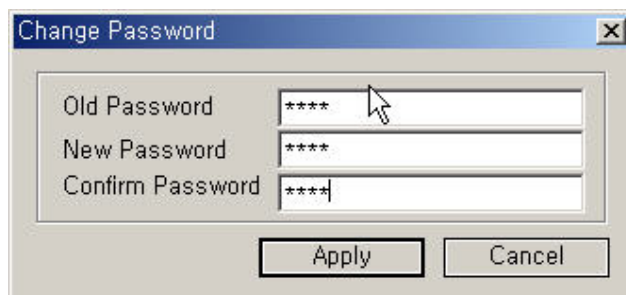 Change Password
Old Password ****
New Password ****
Confirm Password ****
Apply Cancel